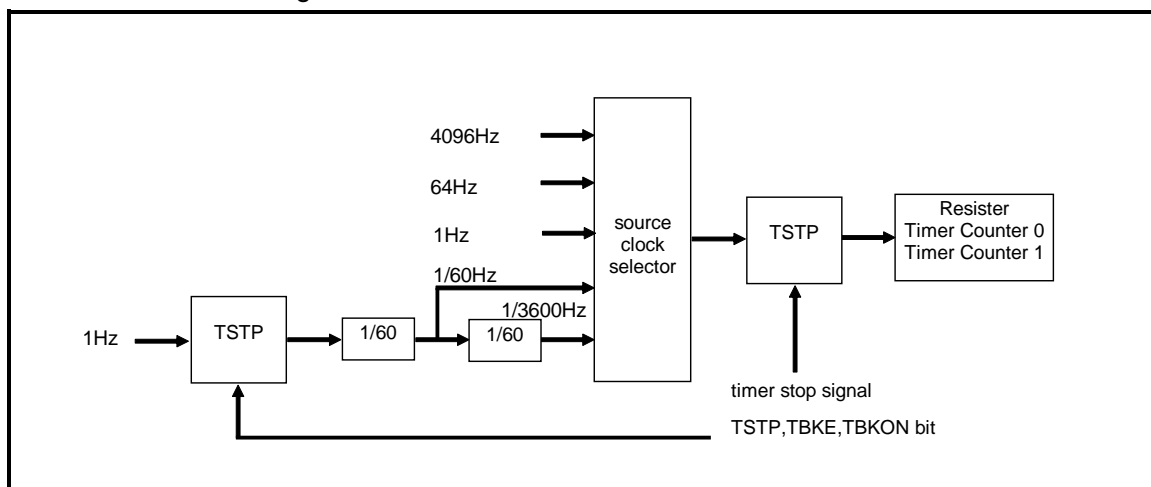 4096Hz
64Hz
1Hz
1/60Hz
1/3600Hz
1Hz
TSTP
1/60
1/60
source
clock
selector
TSTP
Resister
Timer Counter 0
Timer Counter 1
timer stop signal
TSTP,TBKE,TBKON bit